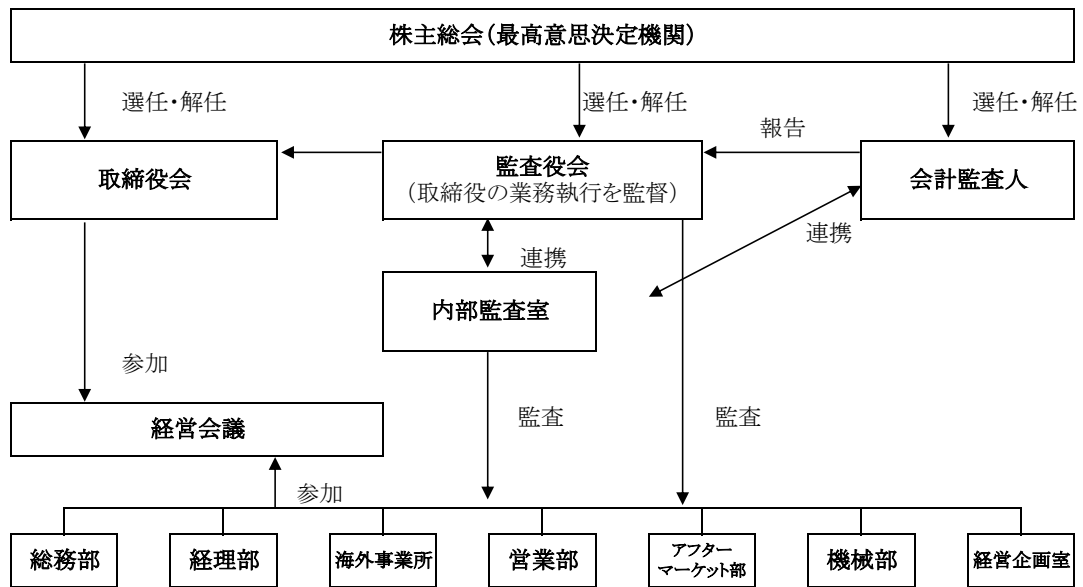 株主総会(最高意思決定機関)
選任・解任
選任・解任
選任・解任
報告
取締役会
監査役会
(取締役の業務執行を監督)
会計監査人
連携
連携
内部監査室
参加
経営会議
監査
監査
参加
総務部
経理部
海外事業所
営業部
アフター
マーケット部
機械部
経営企画室